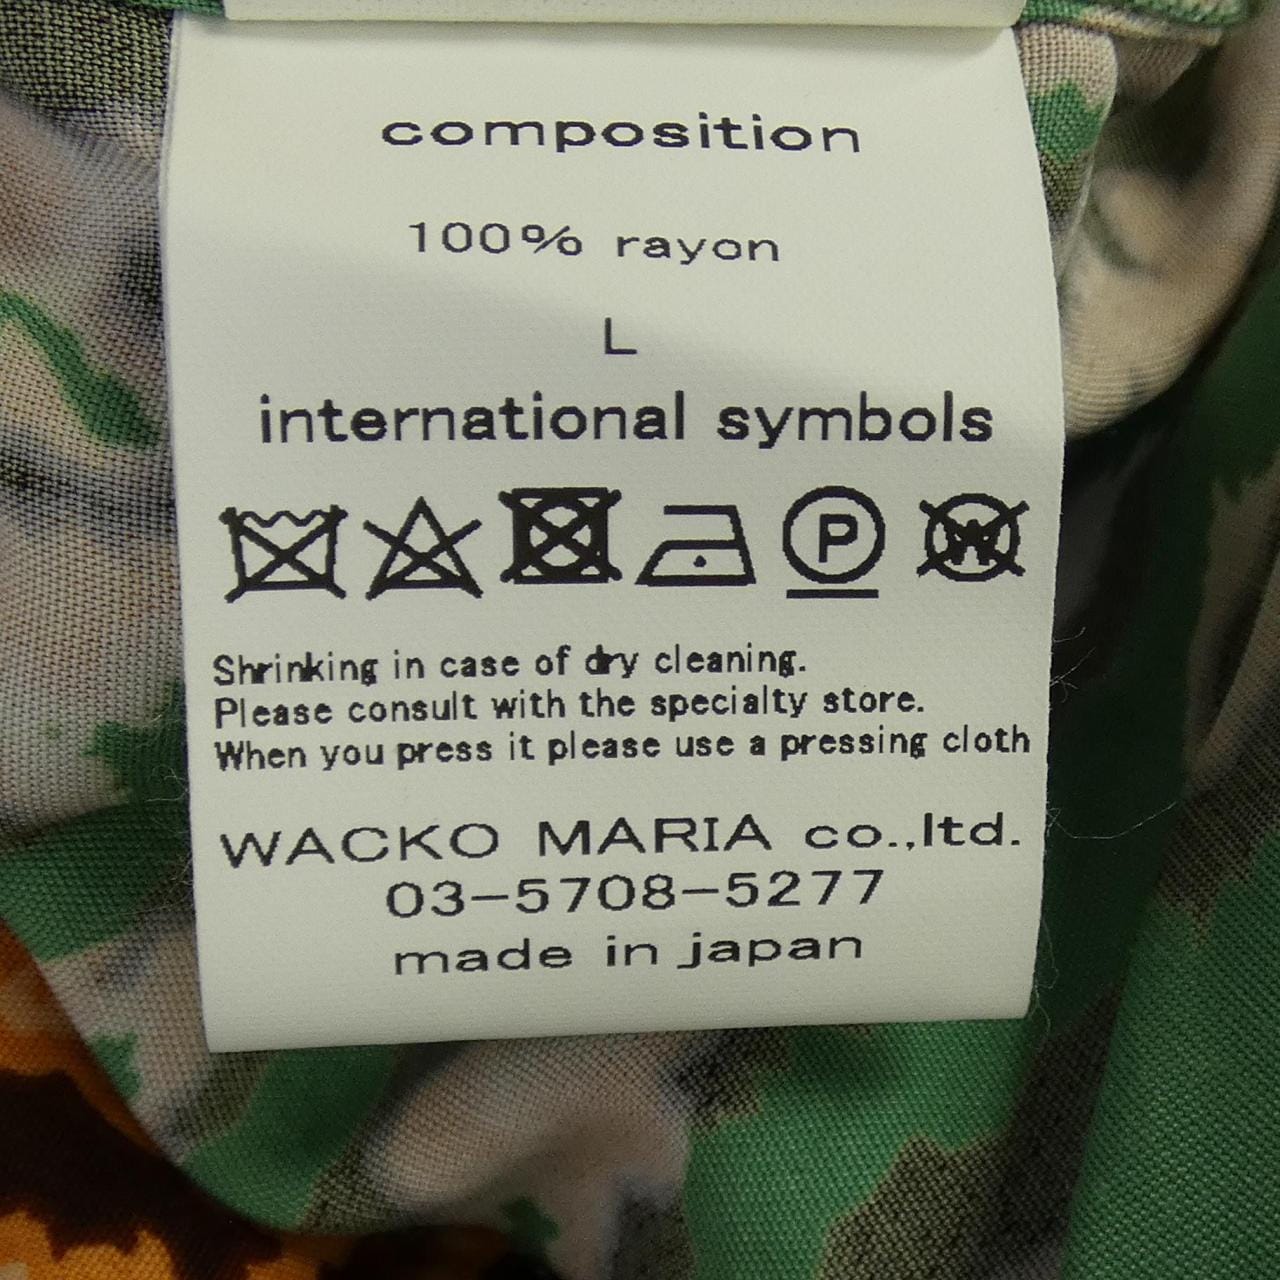 composition
100% rayon
L
international symbols
P W
Shrinking in case of dry cleaning.
Please consult with the specialty store.
When you press it please use a pressing cloth
WACKO MARIA co.,ltd.
03-5708-5277
made in japan